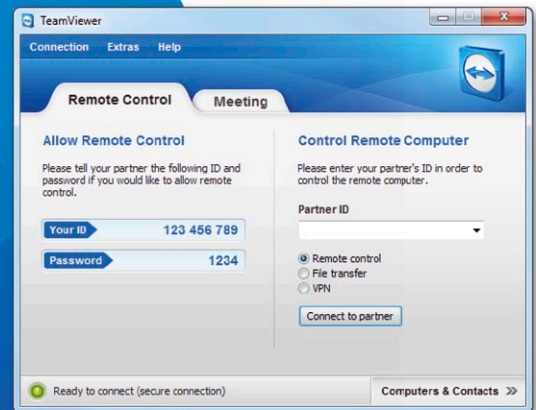 TeamViewer
Connection Extras Help
Remote Control Meeting
Allow Remote Control
Please tell your partner the following ID and
password if you would like to allow remote
control.
Your ID 123 456 789
Password 1234
Control Remote Computer
Please enter your partner's ID in order to
control the remote computer.
Partner ID
Remote control
File transfer
VPN
Connect to partner
Ready to connect (secure connection)
Computers & Contacts >>